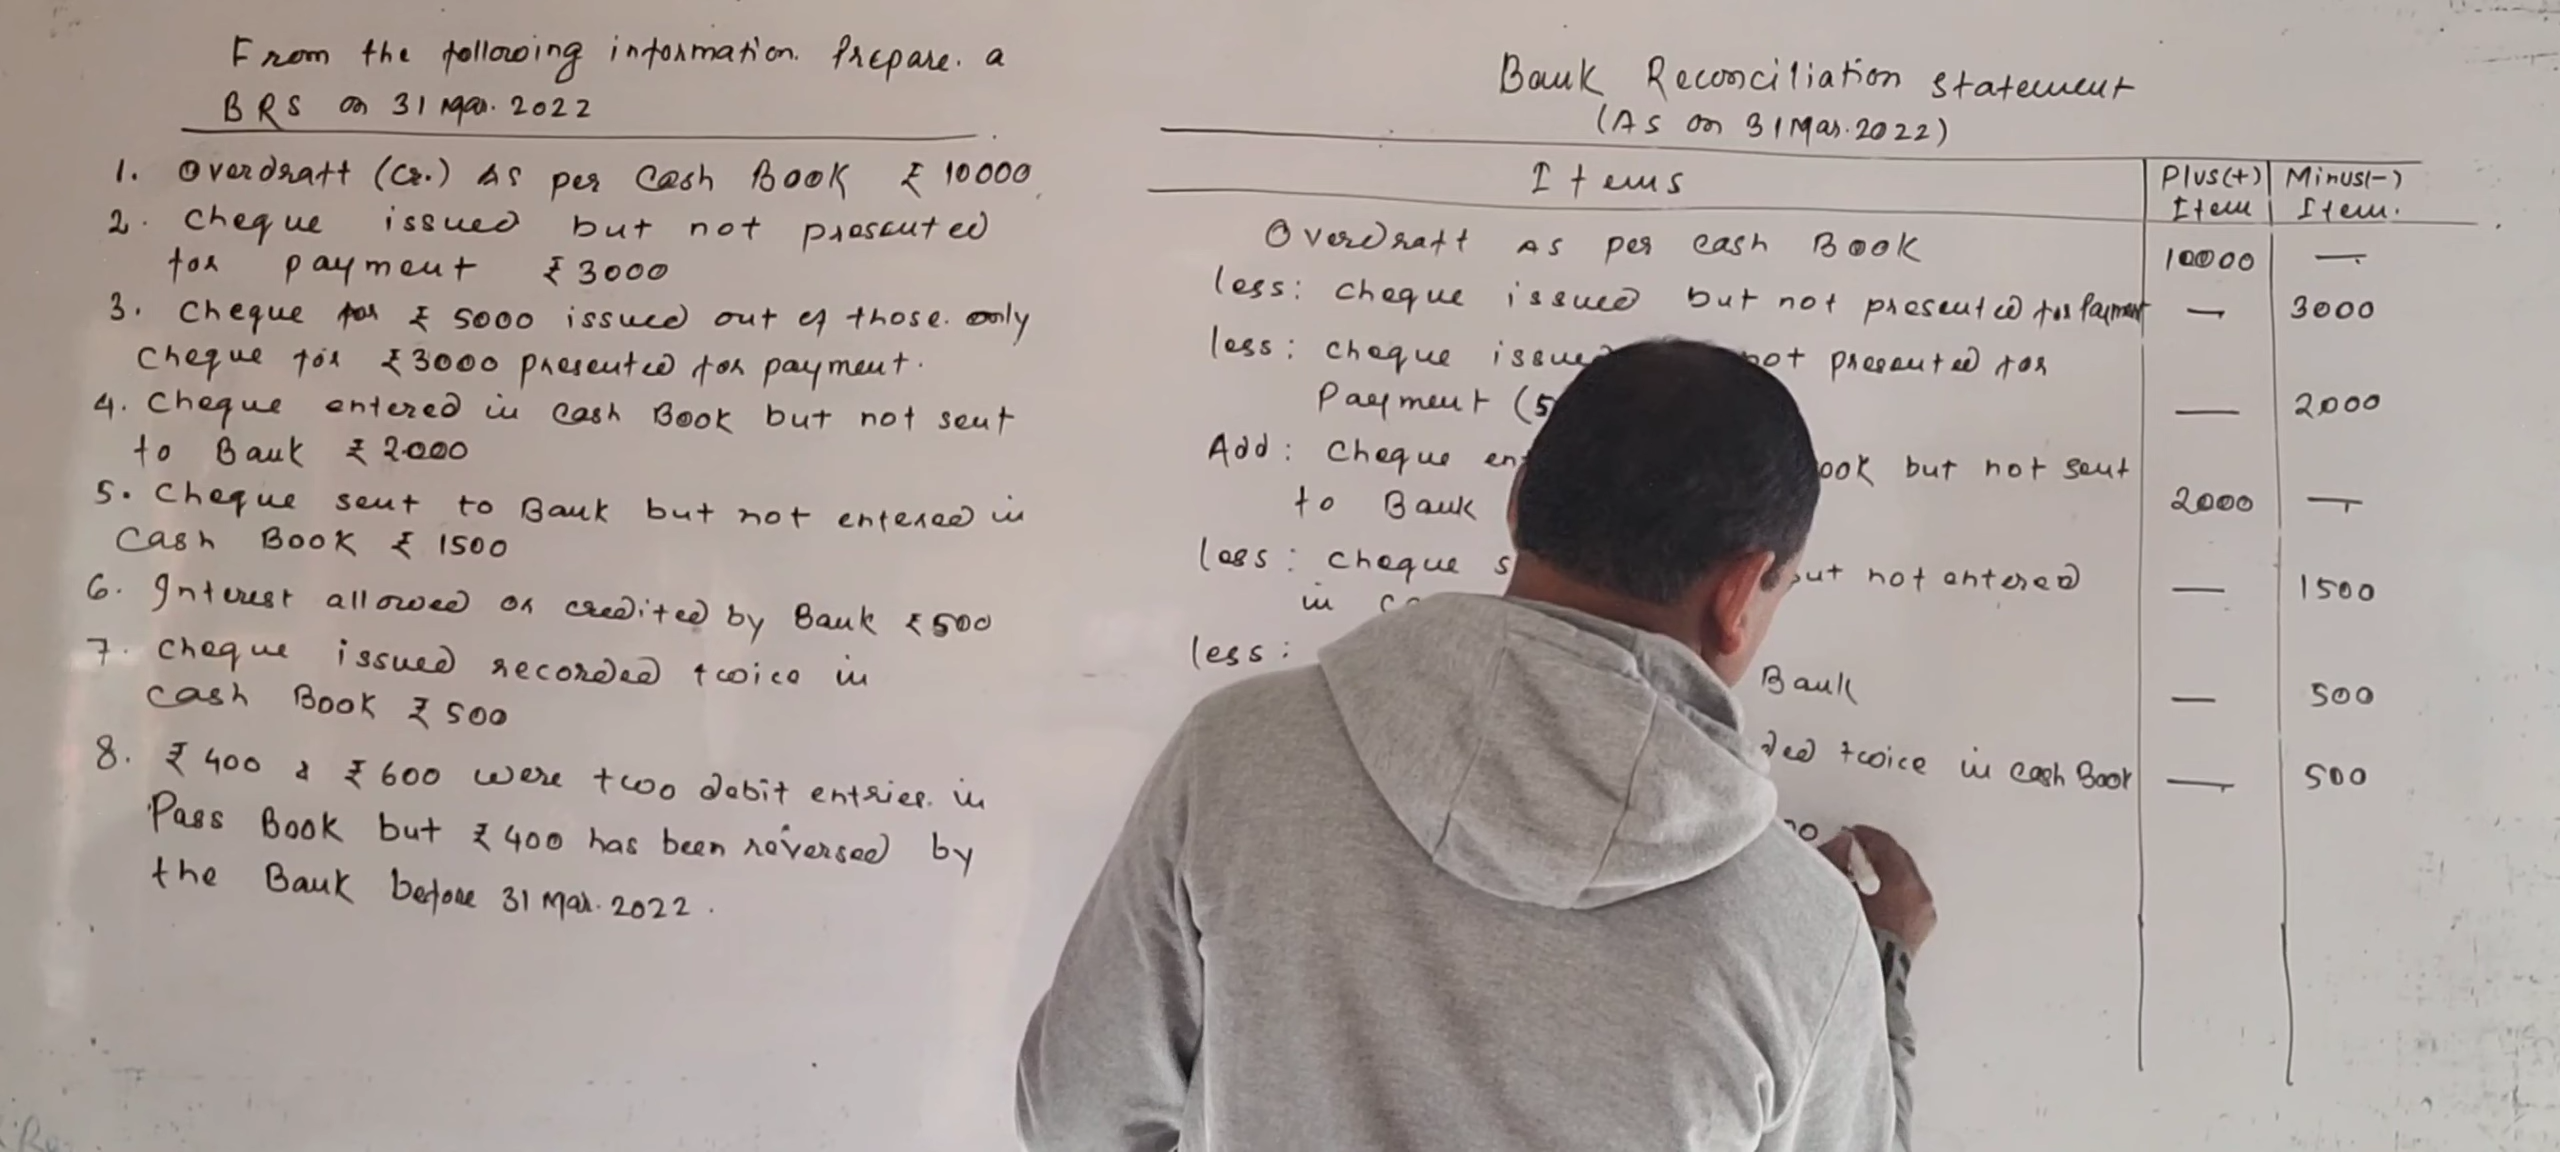 From the following information. Prepare. a
BRS on 31 Mar. 2022
1. Overdraft (Cr.) As per Cash Book ₹ 10000
2. Cheque issued but not presented
for payment ₹ 3000
3. Cheque for ₹ 5000 issued out of those. only
Cheque for ₹3000 presented for payment.
4. Cheque entered in Cash Book but not sent
to Bank ₹ 2000
5. Cheque sent to Bank but not entered in
Cash Book ₹ 1500
6. Interest allowed or credited by Bank ₹500
7. Cheque issued recorded twice in
Cash Book ₹ 500
8. ₹ 400 & ₹ 600 were two debit entries. in
Pass Book but ₹ 400 has been reversed by
the Bank before 31 Mar. 2022.
Bank Reconciliation Statement
(As on 31 Mar. 2022)
Items Plus(+) Item Minus(-) Item.
Overdraft As per Cash Book 10000 —
less: Cheque issued but not presented for Payment — 3000
less: Cheque issued not presented for
Payment (5 — 2000
Add: Cheque but not sent
to Bank 2000 —
less: Cheque but not entered
in — 1500
less: Bank — 500
twice in Cash Book — 500